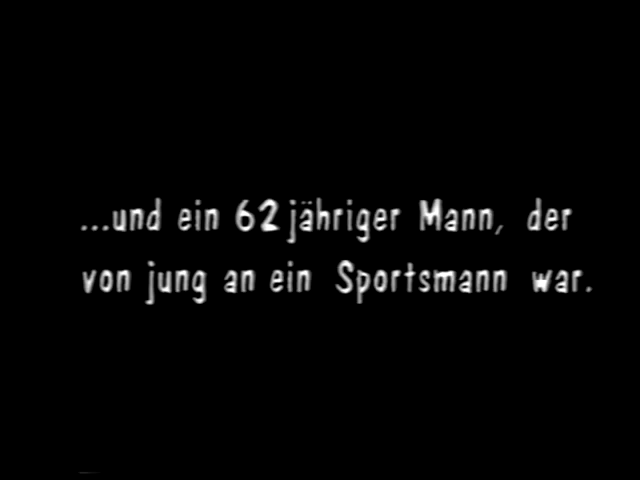 ...und ein 62jähriger Mann, der
von jung an ein Sportsmann war.